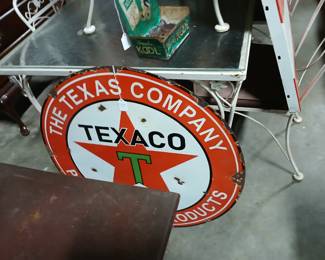 THE TEXAS COMPANY
TEXACO
T
PRODUCTS